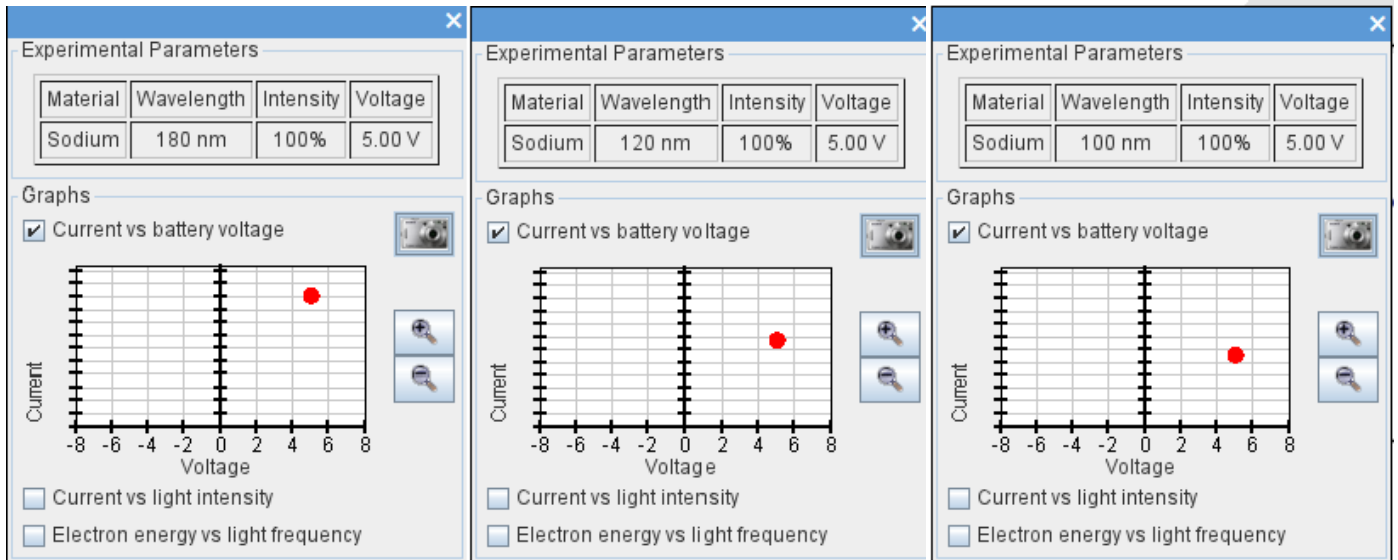 ×
Experimental Parameters
Material Wavelength Intensity Voltage
Sodium 180 nm 100% 5.00 V
Graphs
Current vs battery voltage
Current
-8 -6 -4 -2 0 2 4 6 8
Voltage
Current vs light intensity
Electron energy vs light frequency
×
Experimental Parameters
Material Wavelength Intensity Voltage
Sodium 120 nm 100% 5.00 V
Graphs
Current vs battery voltage
Current
-8 -6 -4 -2 0 2 4 6 8
Voltage
Current vs light intensity
Electron energy vs light frequency
×
Experimental Parameters
Material Wavelength Intensity Voltage
Sodium 100 nm 100% 5.00 V
Graphs
Current vs battery voltage
Current
-8 -6 -4 -2 0 2 4 6 8
Voltage
Current vs light intensity
Electron energy vs light frequency